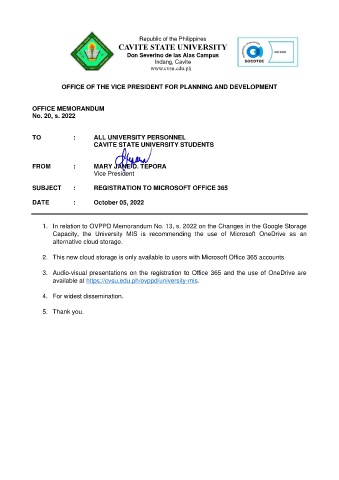 Republic of the Philippines
CAVITE STATE UNIVERSITY
Don Severino de las Alas Campus
Indang, Cavite
www.cvsu.edu.ph
SOCOTEC
OFFICE OF THE VICE PRESIDENT FOR PLANNING AND DEVELOPMENT
OFFICE MEMORANDUM
No. 20, s. 2022
TO : ALL UNIVERSITY PERSONNEL
CAVITE STATE UNIVERSITY STUDENTS
FROM : MARY JANE D. TEPORA
Vice President
SUBJECT : REGISTRATION TO MICROSOFT OFFICE 365
DATE : October 05, 2022
1. In relation to OVPPD Memorandum No. 13, s. 2022 on the Changes in the Google Storage
Capacity, the University MIS is recommending the use of Microsoft OneDrive as an
alternative cloud storage.
2. This new cloud storage is only available to users with Microsoft Office 365 accounts.
3. Audio-visual presentations on the registration to Office 365 and the use of OneDrive are
available at https://cvsu.edu.ph/ovppd/university-mis.
4. For widest dissemination.
5. Thank you.